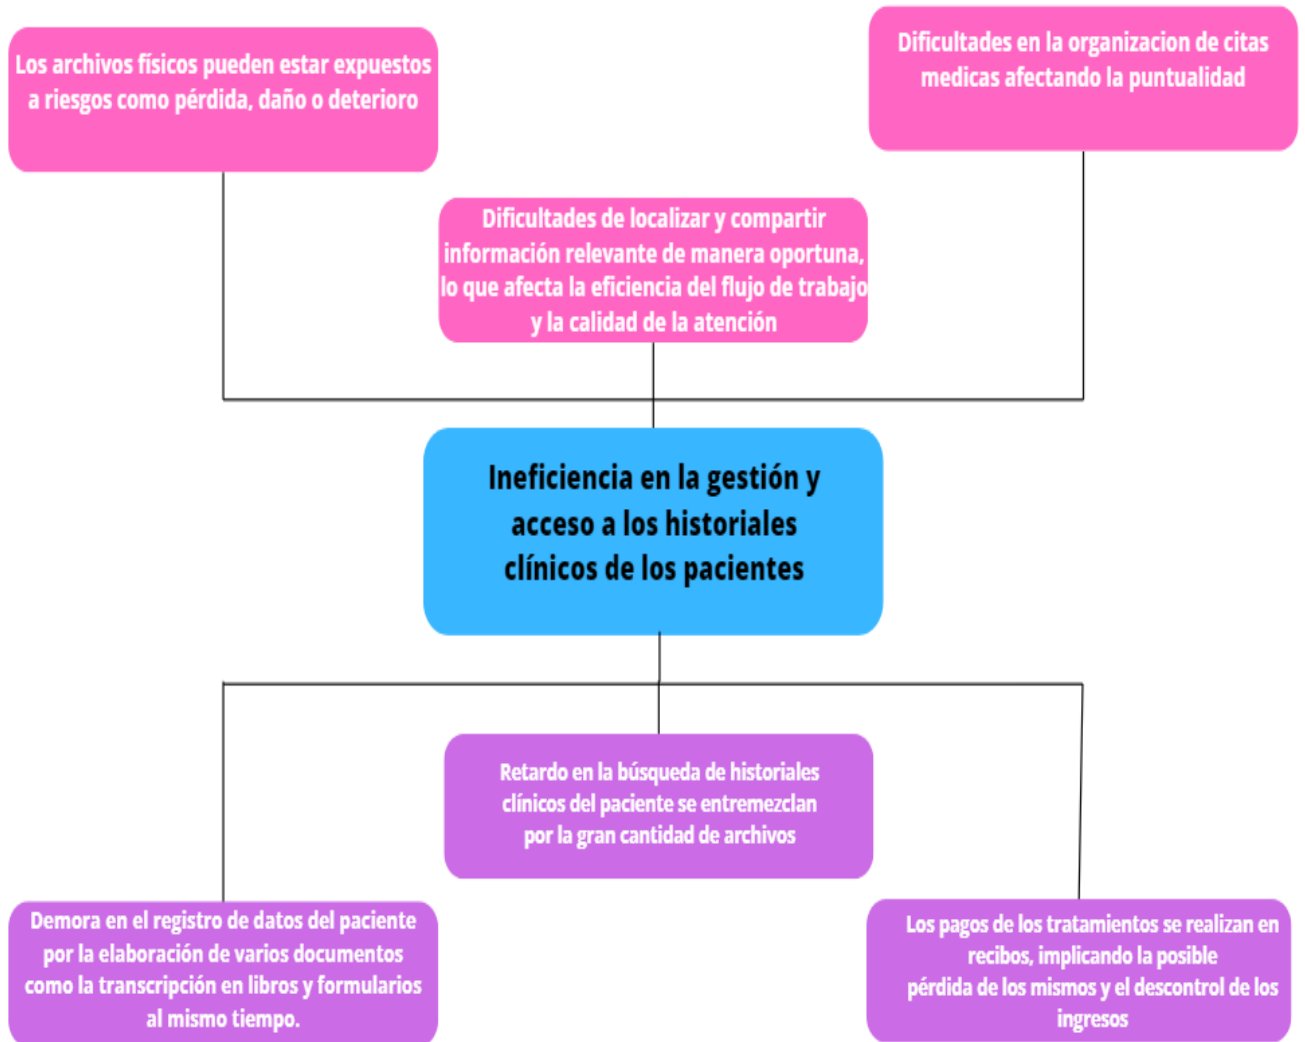 Los archivos físicos pueden estar expuestos
a riesgos como pérdida, daño o deterioro
Dificultades en la organizacion de citas
medicas afectando la puntualidad
Dificultades de localizar y compartir
información relevante de manera oportuna,
lo que afecta la eficiencia del flujo de trabajo
y la calidad de la atención
Ineficiencia en la gestión y
acceso a los historiales
clínicos de los pacientes
Retardo en la búsqueda de historiales
clínicos del paciente se entremezclan
por la gran cantidad de archivos
Demora en el registro de datos del paciente
por la elaboración de varios documentos
como la transcripción en libros y formularios
al mismo tiempo.
Los pagos de los tratamientos se realizan en
recibos, implicando la posible
pérdida de los mismos y el descontrol de los
ingresos